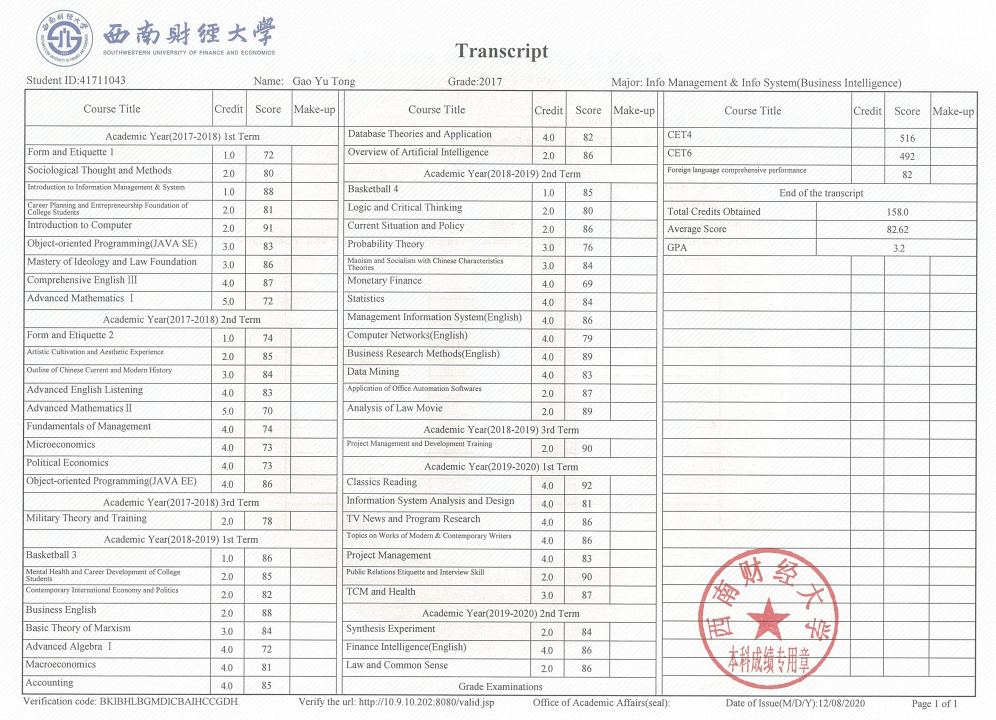 西南财经大学
西南財經大學
SOUTHWESTERN UNIVERSITY OF FINANCE AND ECONOMICS
Transcript
Student ID:41711043 Name: Gao Yu Tong Grade:2017 Major: Info Management & Info System(Business Intelligence)
Course Title Credit Score Make-up
Academic Year(2017-2018) 1st Term
Form and Etiquette 1 1.0 72
Sociological Thought and Methods 2.0 80
Introduction to Information Management & System 1.0 88
Career Planning and Entrepreneurship Foundation of
College Students 2.0 81
Introduction to Computer 2.0 91
Object-oriented Programming(JAVA SE) 3.0 83
Mastery of Ideology and Law Foundation 3.0 86
Comprehensive English Ⅲ 4.0 87
Advanced Mathematics Ⅰ 5.0 72
Academic Year(2017-2018) 2nd Term
Form and Etiquette 2 1.0 74
Artistic Cultivation and Aesthetic Experience 2.0 85
Outline of Chinese Current and Modern History 3.0 84
Advanced English Listening 4.0 83
Advanced Mathematics Ⅱ 5.0 70
Fundamentals of Management 4.0 74
Microeconomics 4.0 73
Political Economics 4.0 73
Object-oriented Programming(JAVA EE) 4.0 86
Academic Year(2017-2018) 3rd Term
Military Theory and Training 2.0 78
Academic Year(2018-2019) 1st Term
Basketball 3 1.0 86
Mental Health and Career Development of College
Students 2.0 85
Contemporary International Economy and Politics 2.0 82
Business English 2.0 88
Basic Theory of Marxism 3.0 84
Advanced Algebra Ⅰ 4.0 72
Macroeconomics 4.0 81
Accounting 4.0 85
Course Title Credit Score Make-up
Database Theories and Application 4.0 82
Overview of Artificial Intelligence 2.0 86
Academic Year(2018-2019) 2nd Term
Basketball 4 1.0 85
Logic and Critical Thinking 2.0 80
Current Situation and Policy 2.0 86
Probability Theory 3.0 76
Maoism and Socialism with Chinese Characteristics
Theories 3.0 84
Monetary Finance 4.0 69
Statistics 4.0 84
Management Information System(English) 4.0 86
Computer Networks(English) 4.0 79
Business Research Methods(English) 4.0 89
Data Mining 4.0 83
Application of Office Automation Softwares 2.0 87
Analysis of Law Movie 2.0 89
Academic Year(2018-2019) 3rd Term
Project Management and Development Training 2.0 90
Academic Year(2019-2020) 1st Term
Classics Reading 4.0 92
Information System Analysis and Design 4.0 81
TV News and Program Research 4.0 86
Topics on Works of Modern & Contemporary Writers 4.0 86
Project Management 4.0 83
Public Relations Etiquette and Interview Skill 2.0 90
TCM and Health 3.0 87
Academic Year(2019-2020) 2nd Term
Synthesis Experiment 2.0 84
Finance Intelligence(English) 4.0 86
Law and Common Sense 2.0 86
Grade Examinations
Course Title Credit Score Make-up
CET4 516
CET6 492
Foreign language comprehensive performance 82
End of the transcript
Total Credits Obtained 158.0
Average Score 82.62
GPA 3.2
西南财经大学
本科成绩专用章
Verification code: BKIBHLBGMDICBAIHCCGDH Verify the url: http://10.9.10.202:8080/valid.jsp Office of Academic Affairs(seal): Date of Issue(M/D/Y):12/08/2020 Page 1 of 1